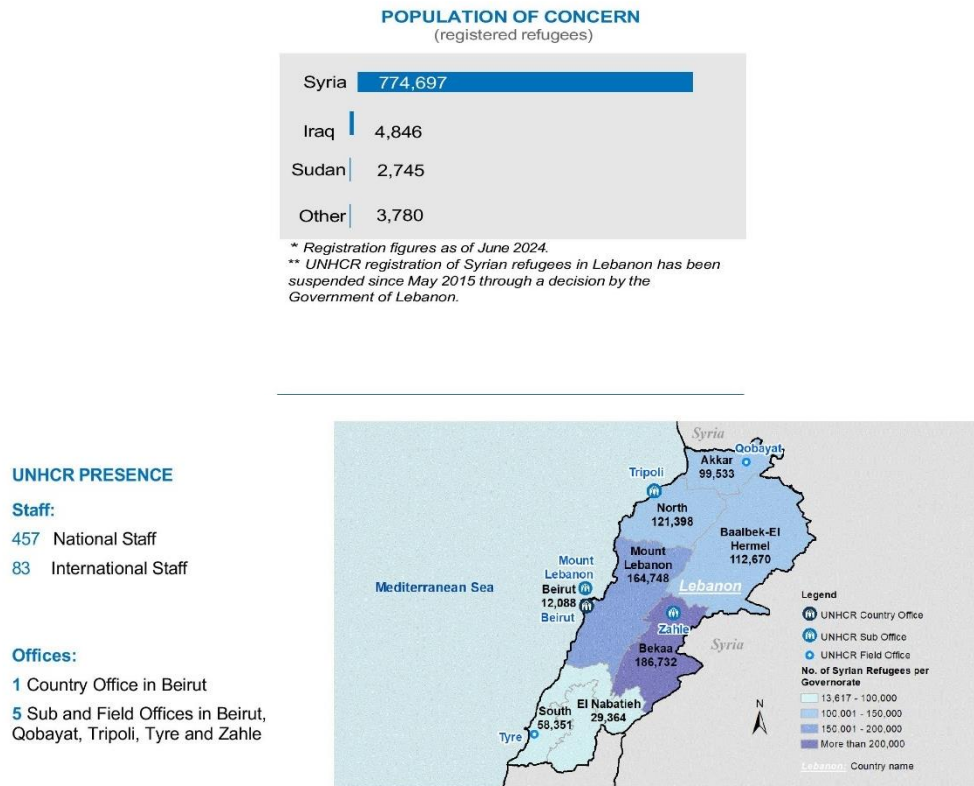 POPULATION OF CONCERN
(registered refugees)
Syria 774,697
Iraq 4,846
Sudan 2,745
Other 3,780
* Registration figures as of June 2024.
** UNHCR registration of Syrian refugees in Lebanon has been
suspended since May 2015 through a decision by the
Government of Lebanon.
UNHCR PRESENCE
Staff:
457 National Staff
83 International Staff
Offices:
1 Country Office in Beirut
5 Sub and Field Offices in Beirut,
Qobayat, Tripoli, Tyre and Zahle
Syria
Qobayat
Akkar
99,533
Tripoli
North
121,398
Baalbek-El
Hermel
112,670
Mount
Lebanon
164,748
Mount
Lebanon
Beirut
12,088
Beirut
Mediterranean Sea
Lebanon
Zahle
Bekaa
186,732
Syria
South
58,351
El Nabatieh
29,364
Tyre
N
Legend
UNHCR Country Office
UNHCR Sub Office
UNHCR Field Office
No. of Syrian Refugees per
Governorate
13,617 - 100,000
100,001 - 150,000
150,001 - 200,000
More than 200,000
Lebanon: Country name